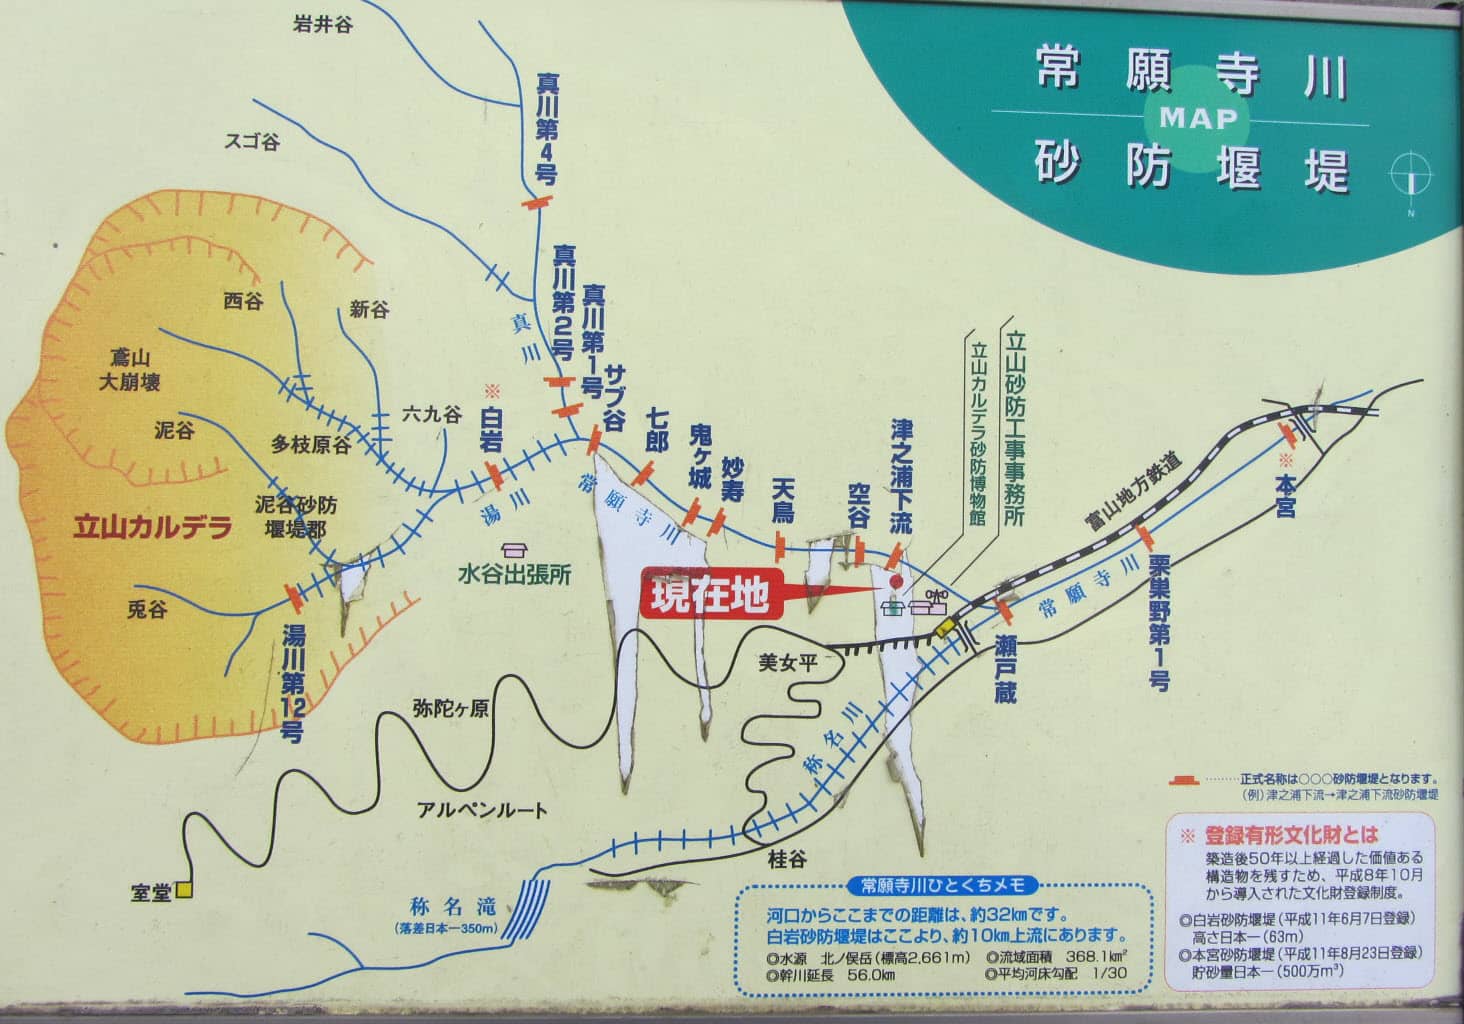 常願寺川
MAP
砂防堰堤
N
岩井谷
スゴ谷
真川第4号
真川第2号
真川第1号
サブ谷
真川
西谷
新谷
鳶山
大崩壊
泥谷
多枝原谷
六九谷
※
白岩
七郎
鬼ヶ城
妙寿
天鳥
空谷
津之浦下流
立山カルデラ砂防博物館
立山砂防工事事務所
富山地方鉄道
※
本宮
泥谷砂防
堰堤郡
立山カルデラ
湯川
常願寺川
水谷出張所
現在地
常願寺川
栗巣野第1号
瀬戸蔵
兎谷
湯川第12号
美女平
弥陀ヶ原
称名川
アルペンルート
桂谷
室堂
称名滝
(落差日本一350m)
………正式名称は○○○砂防堰堤となります。
(例)津之浦下流→津之浦下流砂防堰堤
※ 登録有形文化財とは
築造後50年以上経過した価値ある
構造物を残すため、平成8年10月
から導入された文化財登録制度。
◎白岩砂防堰堤(平成11年6月7日登録)
高さ日本一(63m)
◎本宮砂防堰堤(平成11年8月23日登録)
貯砂量日本一(500万m³)
常願寺川ひとくちメモ
河口からここまでの距離は、約32kmです。
白岩砂防堰堤はここより、約10km上流にあります。
◎水源 北ノ俣岳(標高2,661m) ◎流域面積 368.1km²
◎幹川延長 56.0km ◎平均河床勾配 1/30